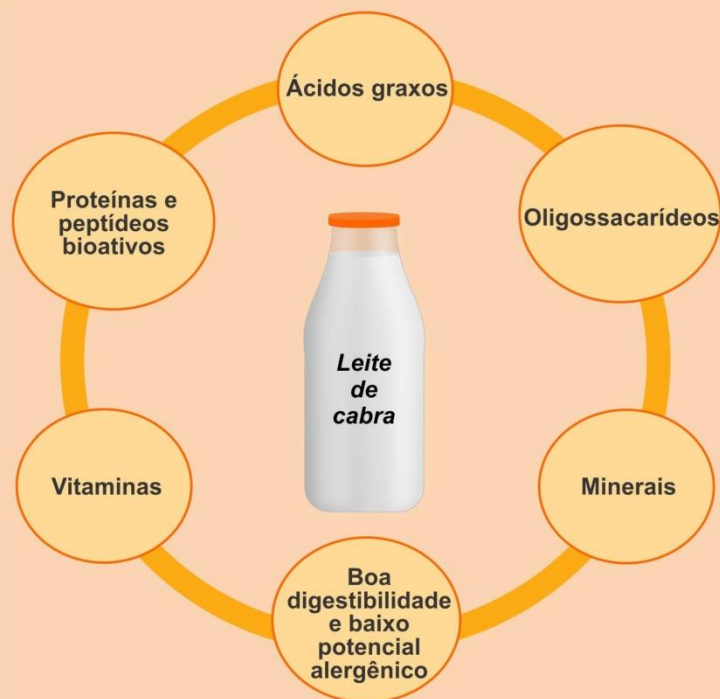 Ácidos graxos
Oligossacarídeos
Minerais
Boa
digestibilidade
e baixo
potencial
alergênico
Vitaminas
Proteínas e
peptídeos
bioativos
Leite
de
cabra